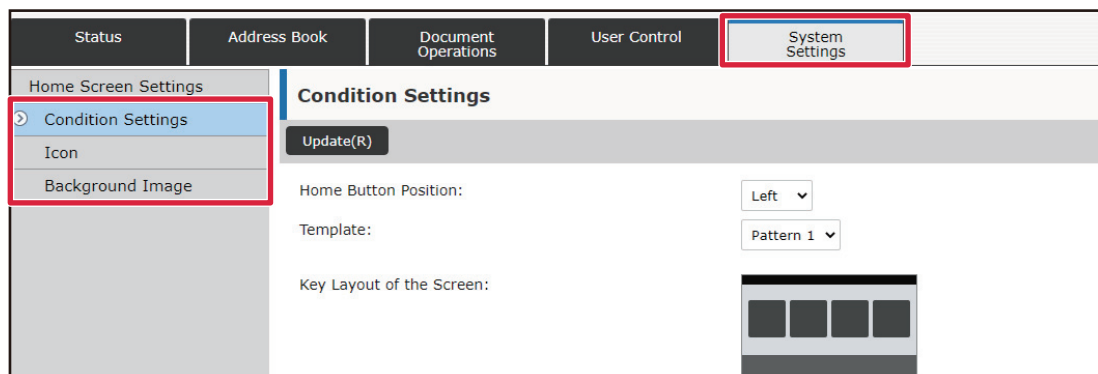 Status
Address Book
Document
Operations
User Control
System
Settings
Home Screen Settings
Condition Settings
Icon
Background Image
Condition Settings
Update(R)
Home Button Position:
Left
Template:
Pattern 1
Key Layout of the Screen: